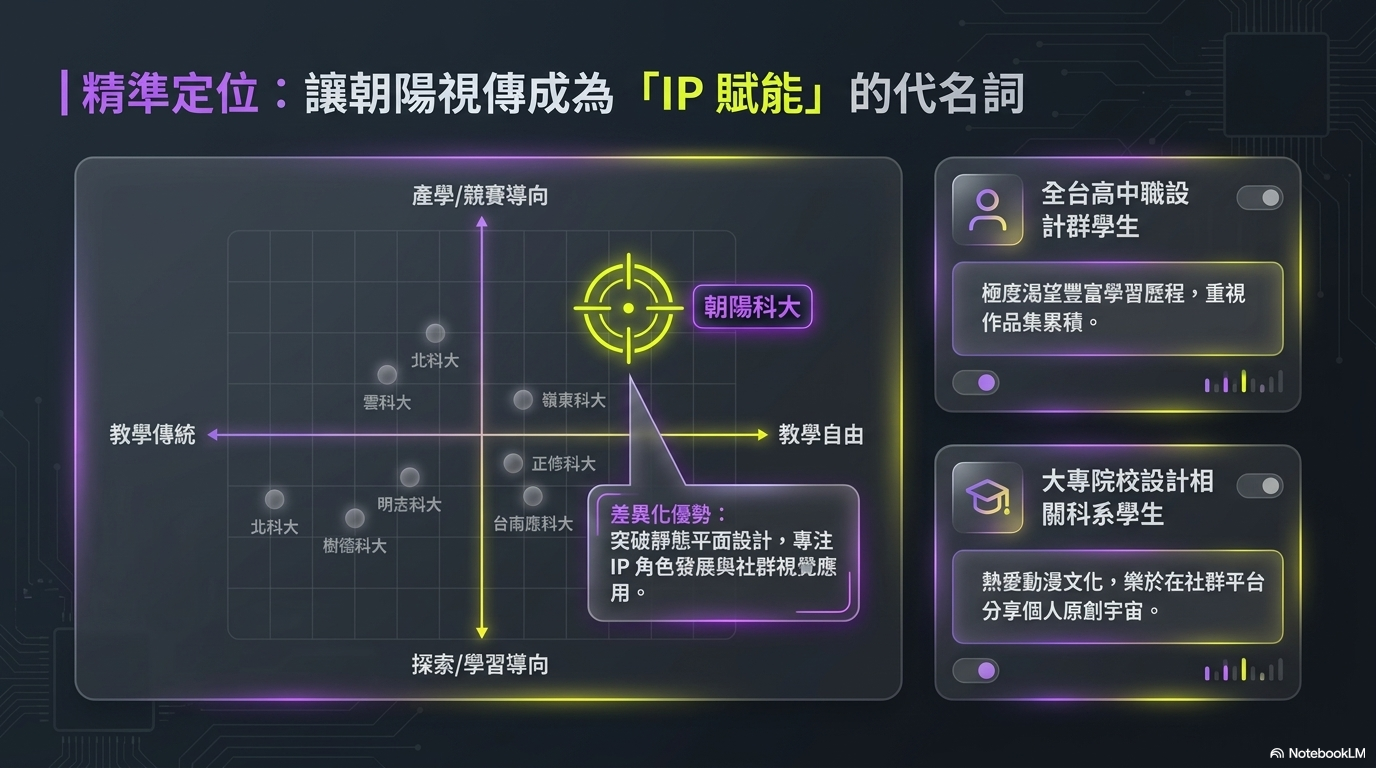 精準定位：讓朝陽視傳成為「IP 賦能」的代名詞
產學/競賽導向
朝陽科大
北科大
雲科大
嶺東科大
教學傳統
教學自由
正修科大
明志科大
北科大
台南應科大
樹德科大
差異化優勢：
突破靜態平面設計，專注
IP 角色發展與社群視覺應
用。
探索/學習導向
全台高中職設
計群學生
極度渴望豐富學習歷程，重視
作品集累積。
大專院校設計相
關科系學生
熱愛動漫文化，樂於在社群平台
分享個人原創宇宙。
NotebookLM